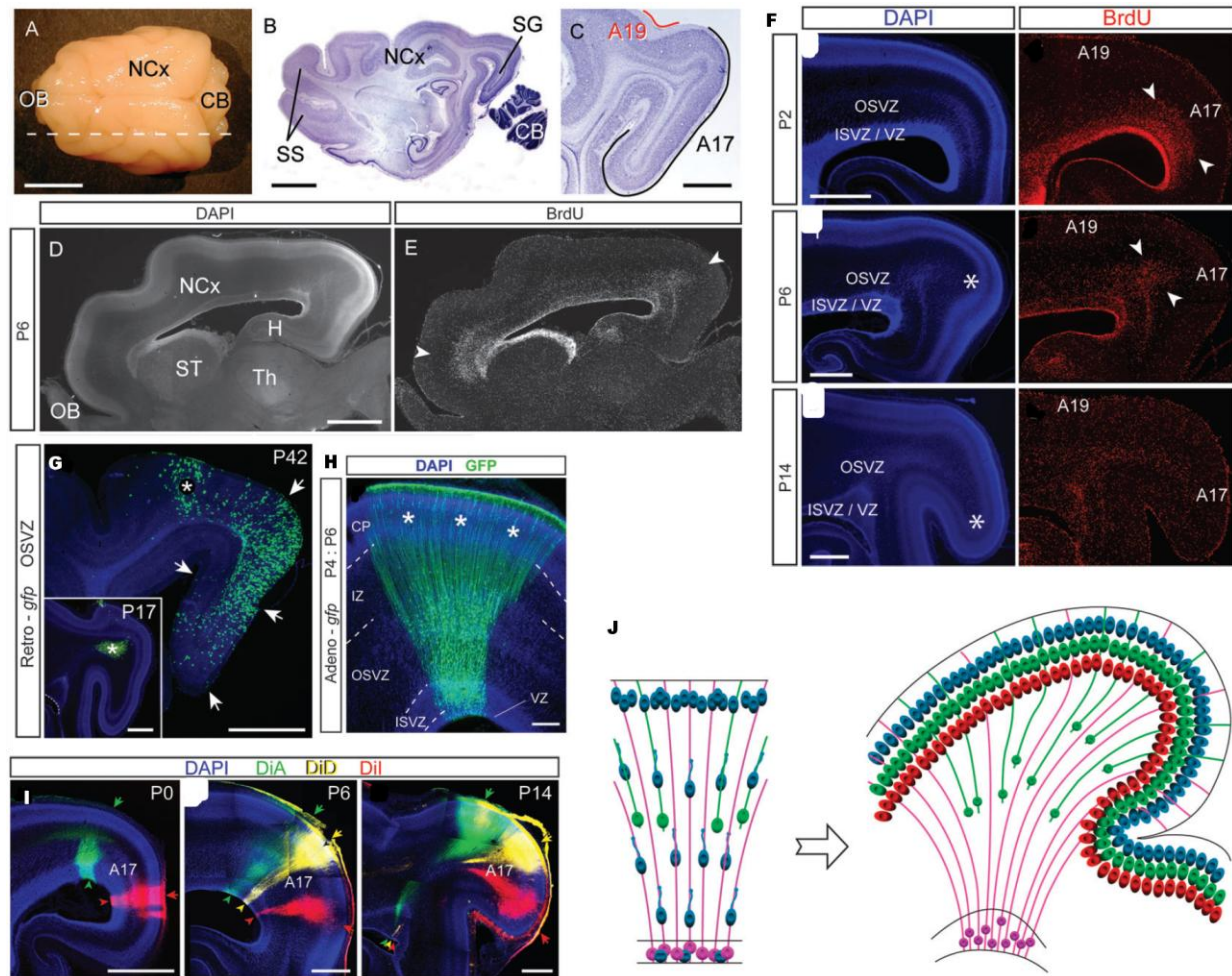 A
NCx
OB
CB
B
NCx
SG
SS
CB
C
A19
A17
DAPI
BrdU
P6
D
NCx
H
ST
Th
OB
E
F
DAPI
BrdU
P2
OSVZ
ISVZ / VZ
A19
A17
P6
OSVZ
ISVZ / VZ
*
A19
A17
P14
OSVZ
ISVZ / VZ
*
A19
A17
G
Retro - gfp OSVZ
P42
*
P17
*
H
DAPI GFP
Adeno - gfp P4 : P6
CP
* * *
IZ
OSVZ
ISVZ
VZ
I
DAPI DiA DiD DiI
P0
A17
P6
A17
P14
A17
J